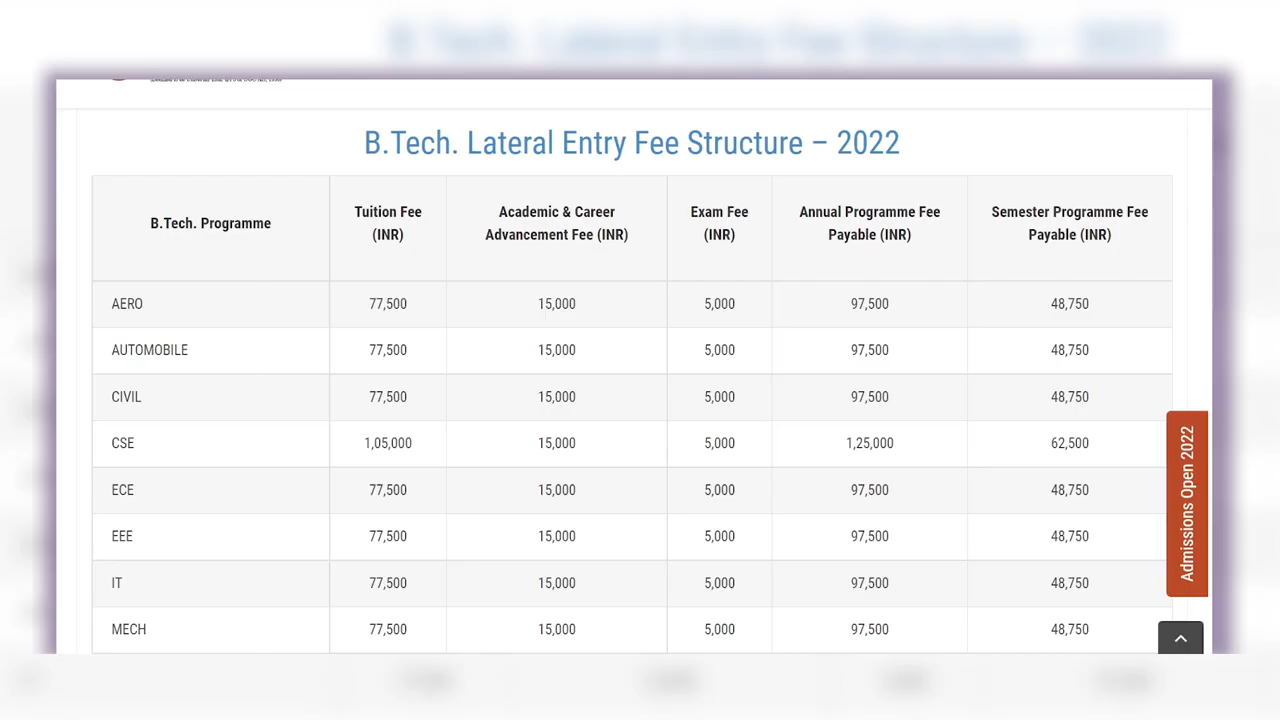 B.Tech. Lateral Entry Fee Structure – 2022
B.Tech. Programme Tuition Fee (INR) Academic & Career Advancement Fee (INR) Exam Fee (INR) Annual Programme Fee Payable (INR) Semester Programme Fee Payable (INR)
AERO 77,500 15,000 5,000 97,500 48,750
AUTOMOBILE 77,500 15,000 5,000 97,500 48,750
CIVIL 77,500 15,000 5,000 97,500 48,750
CSE 1,05,000 15,000 5,000 1,25,000 62,500
ECE 77,500 15,000 5,000 97,500 48,750
EEE 77,500 15,000 5,000 97,500 48,750
IT 77,500 15,000 5,000 97,500 48,750
MECH 77,500 15,000 5,000 97,500 48,750
Admissions Open 2022